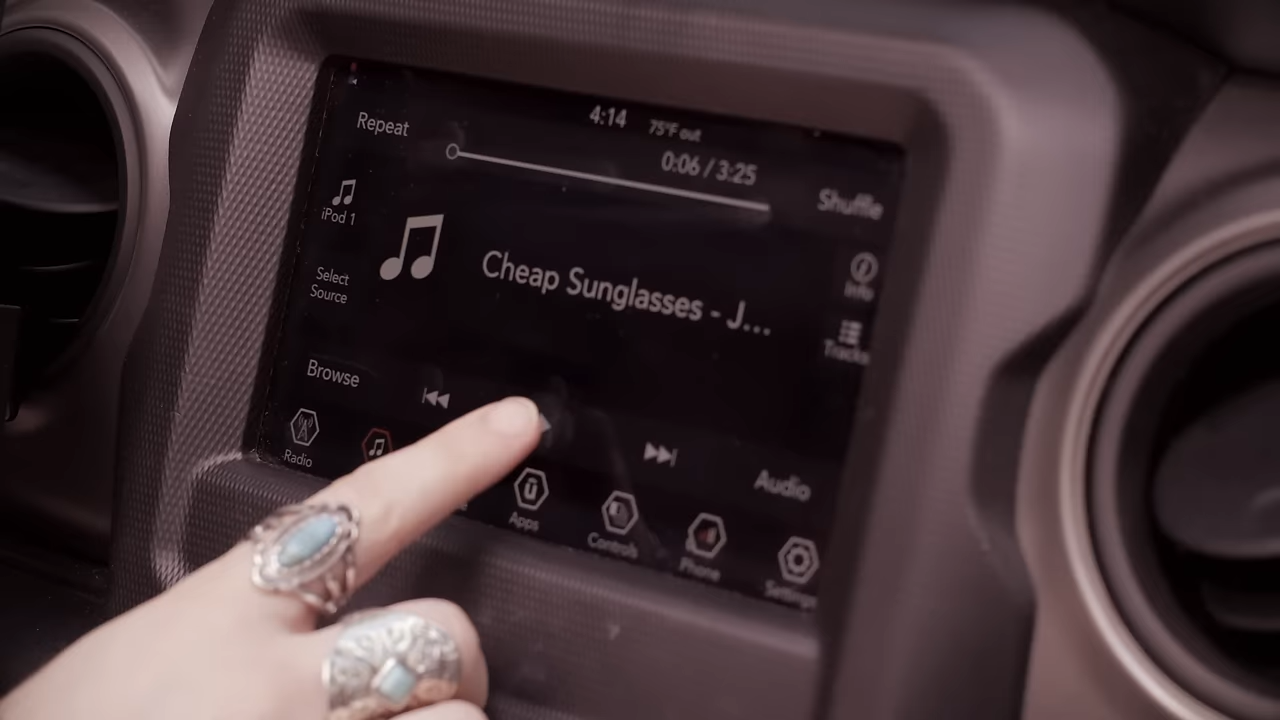 4:14 75°F out
Repeat
0:06 / 3:25
Shuffle
iPod 1
Info
Cheap Sunglasses - J...
Select
Source
Tracks
Browse
Audio
Radio
Apps
Controls
Phone
Settings